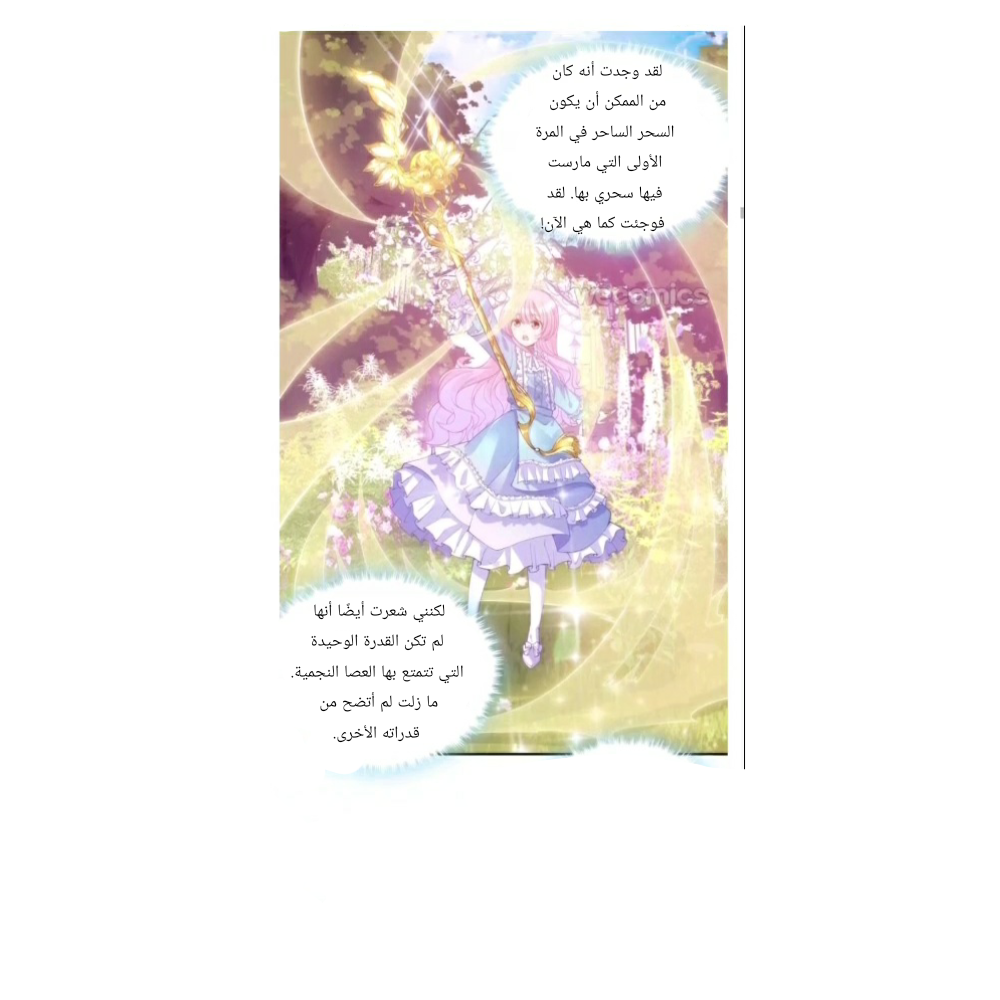 لقد وجدت أنه كان
من الممكن أن يكون
السحر الساحر في المرة
الأولى التي مارست
فيها سحري بها. لقد
فوجئت كما هي الآن!
wecomics
لكنني شعرت أيضًا أنها
لم تكن القدرة الوحيدة
التي تتمتع بها العصا النجمية.
ما زلت لم أتضح من
قدراته الأخرى.